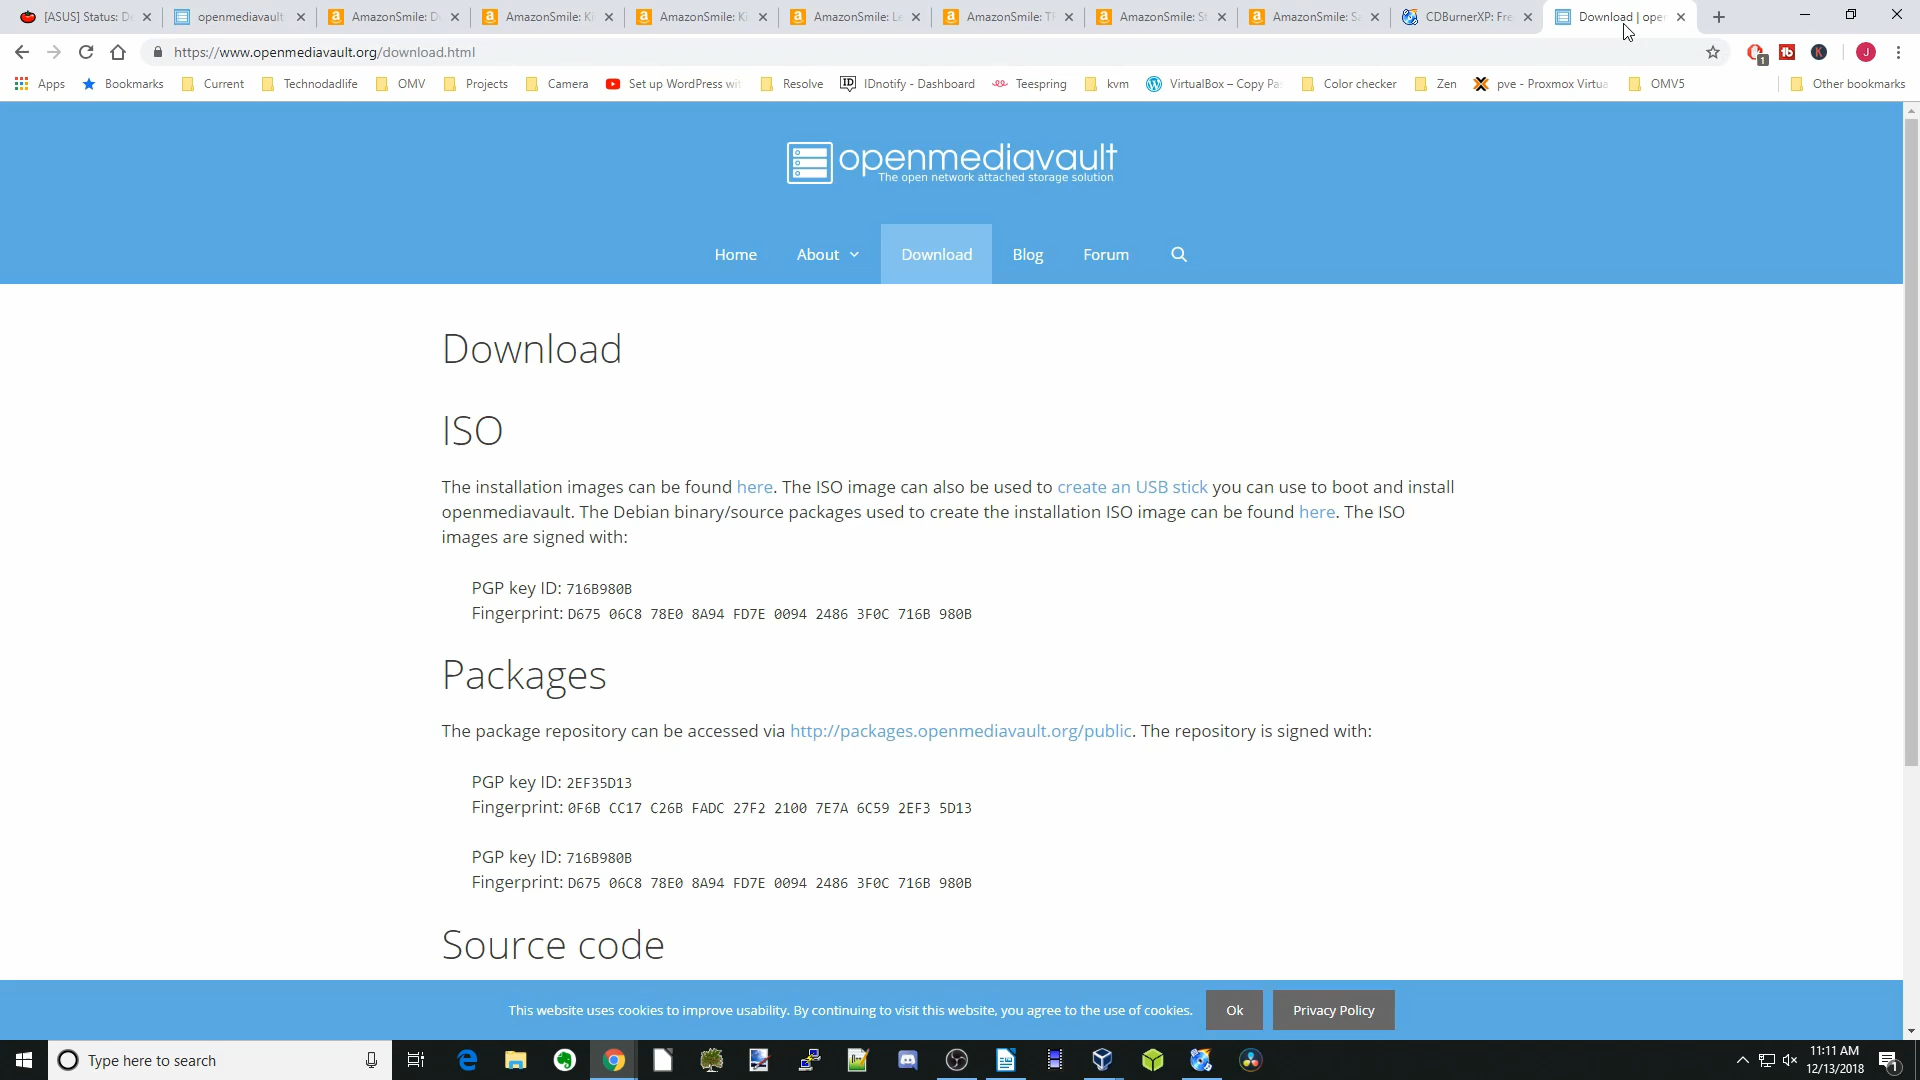 [ASUS] Status: De
openmediavault
AmazonSmile: D
AmazonSmile: Ki
AmazonSmile: Ki
AmazonSmile: Le
AmazonSmile: T
AmazonSmile: St
AmazonSmile: Sa
CDBurnerXP: Fre
Download | ope
https://www.openmediavault.org/download.html
1
J
Apps
Bookmarks
Current
Technodadlife
OMV
Projects
Camera
Set up WordPress wit
Resolve
IDnotify - Dashboard
Teespring
kvm
VirtualBox – Copy Pa
Color checker
Zen
pve - Proxmox Virtua
OMV5
Other bookmarks
openmediavault
The open network attached storage solution
Home
About
Download
Blog
Forum
Download
ISO
The installation images can be found here. The ISO image can also be used to create an USB stick you can use to boot and install
openmediavault. The Debian binary/source packages used to create the installation ISO image can be found here. The ISO
images are signed with:
PGP key ID: 716B980B
Fingerprint: D675 06C8 78E0 8A94 FD7E 0094 2486 3F0C 716B 980B
Packages
The package repository can be accessed via http://packages.openmediavault.org/public. The repository is signed with:
PGP key ID: 2EF35D13
Fingerprint: 0F6B CC17 C26B FADC 27F2 2100 7E7A 6C59 2EF3 5D13
PGP key ID: 716B980B
Fingerprint: D675 06C8 78E0 8A94 FD7E 0094 2486 3F0C 716B 980B
Source code
This website uses cookies to improve usability. By continuing to visit this website, you agree to the use of cookies.
Ok
Privacy Policy
Type here to search
11:11 AM
12/13/2018
1